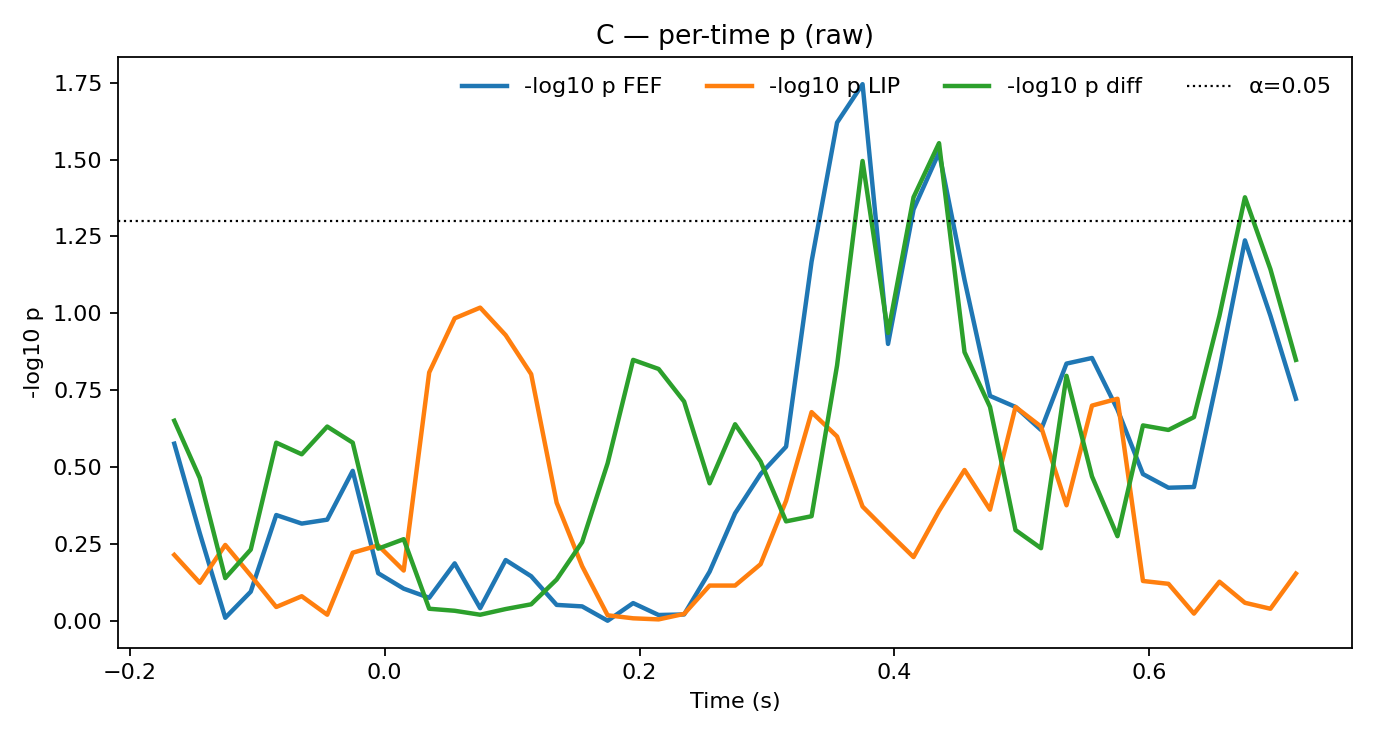 C — per-time p (raw)
-log10 p FEF -log10 p LIP -log10 p diff α=0.05
1.75
1.50
1.25
1.00
0.75
0.50
0.25
0.00
-log10 p
−0.2 0.0 0.2 0.4 0.6
Time (s)